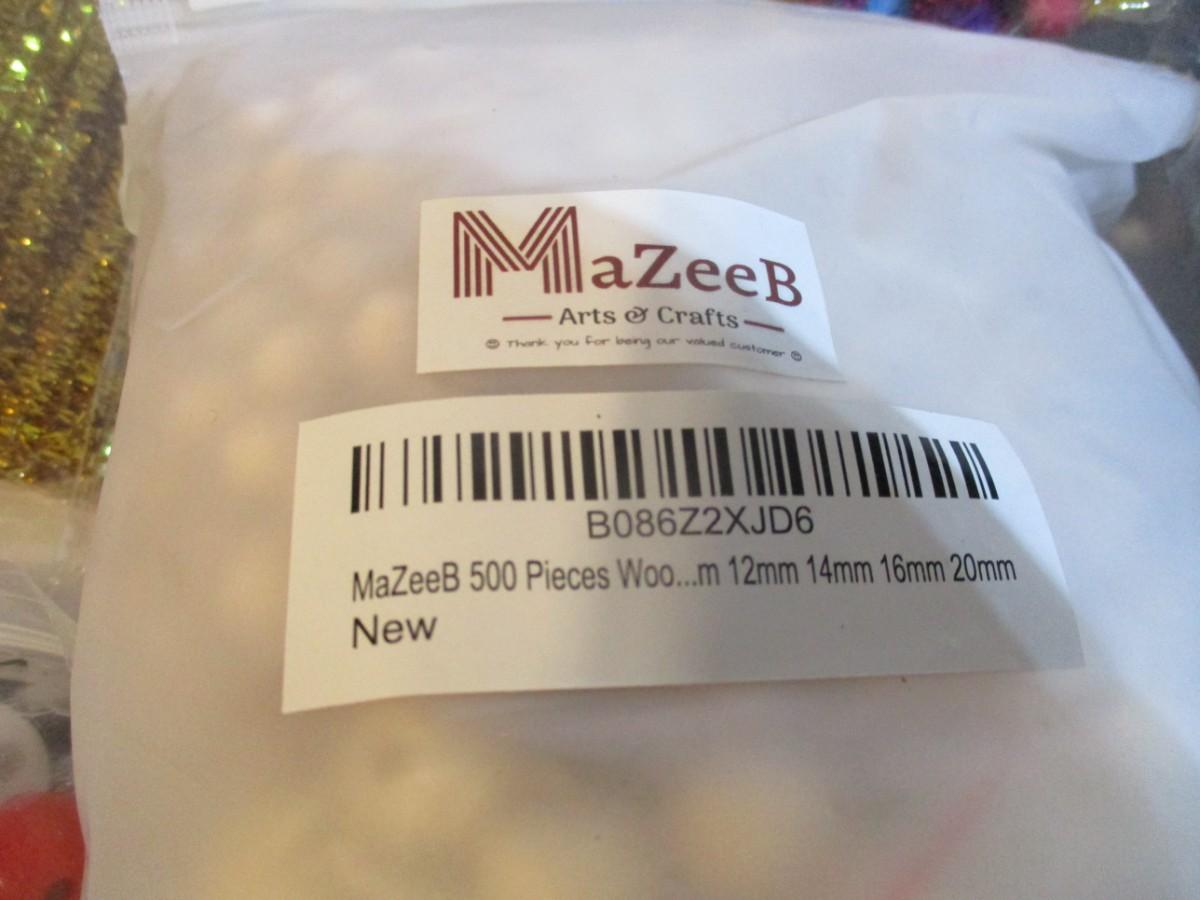 MaZeeB
Arts & Crafts
Thank you for being our valued customer
B086Z2XJD6
MaZeeB 500 Pieces Woo...m 12mm 14mm 16mm 20mm
New